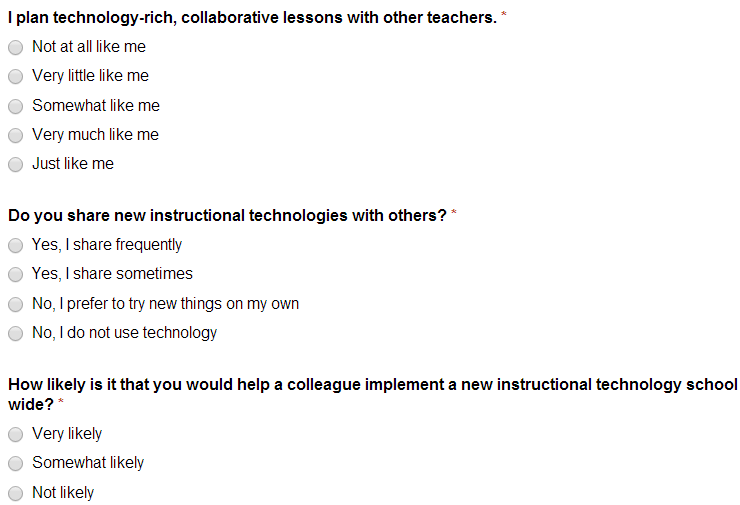 I plan technology-rich, collaborative lessons with other teachers. *
Not at all like me
Very little like me
Somewhat like me
Very much like me
Just like me
Do you share new instructional technologies with others? *
Yes, I share frequently
Yes, I share sometimes
No, I prefer to try new things on my own
No, I do not use technology
How likely is it that you would help a colleague implement a new instructional technology school
wide? *
Very likely
Somewhat likely
Not likely